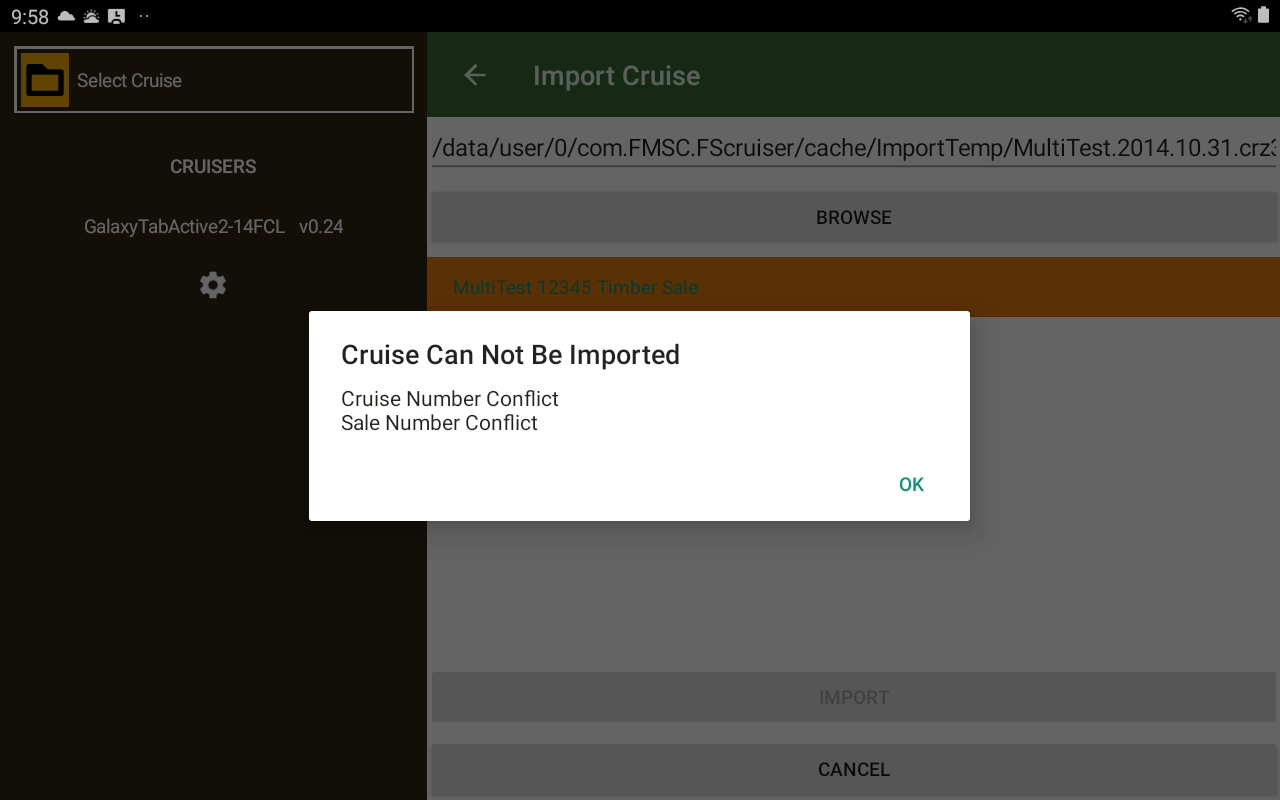 9:58
Select Cruise
Import Cruise
/data/user/0/com.FMSC.FScruiser/cache/ImportTemp/MultiTest.2014.10.31.crz3
CRUISERS
BROWSE
GalaxyTabActive2-14FCL v0.24
MultiTest 12345 Timber Sale
Cruise Can Not Be Imported
Cruise Number Conflict
Sale Number Conflict
OK
IMPORT
CANCEL